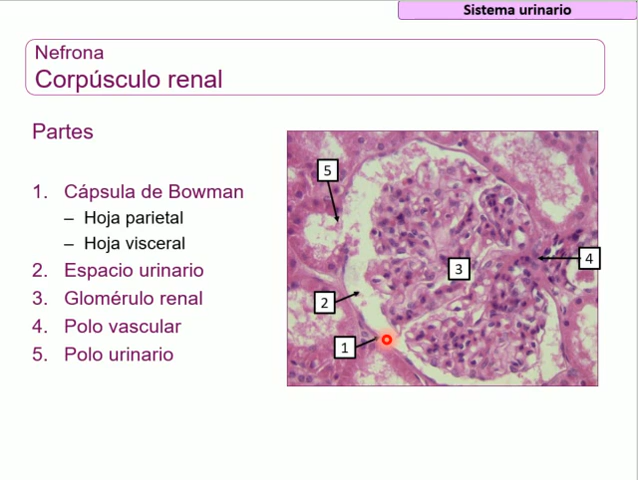 Sistema urinario
Nefrona
Corpúsculo renal
Partes
1. Cápsula de Bowman
– Hoja parietal
– Hoja visceral
2. Espacio urinario
3. Glomérulo renal
4. Polo vascular
5. Polo urinario
5
4
3
2
1